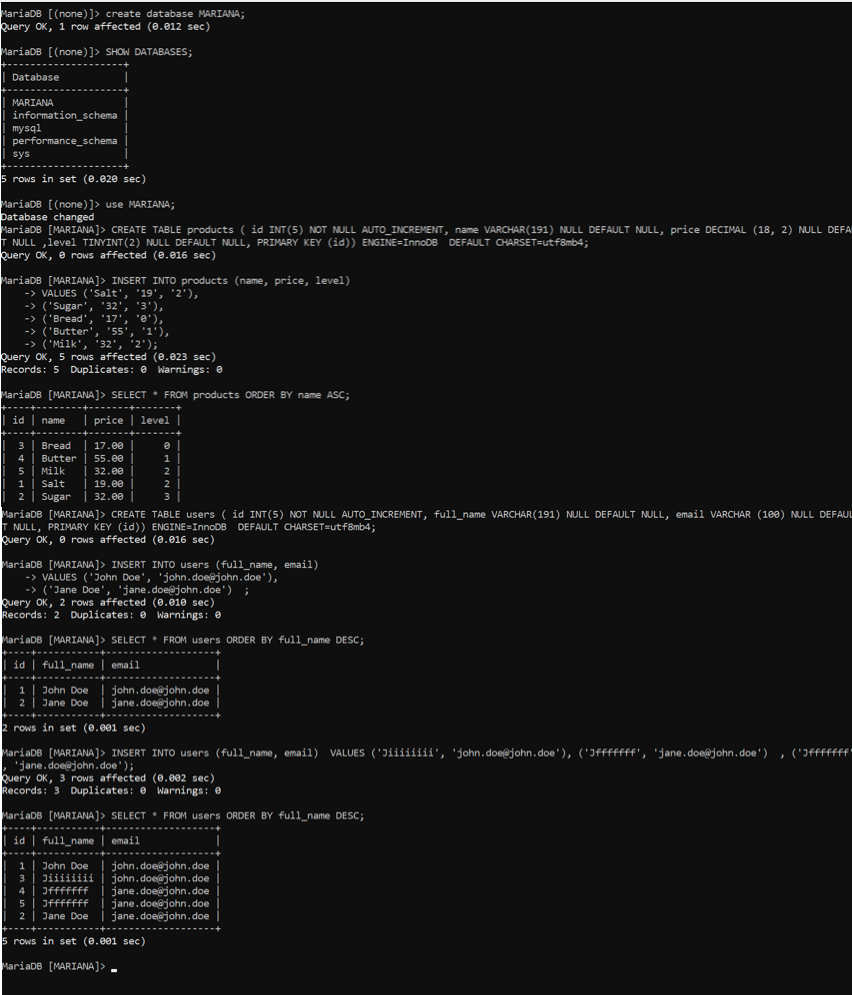 MariaDB [(none)]> create database MARIANA;
Query OK, 1 row affected (0.012 sec)

MariaDB [(none)]> SHOW DATABASES;
+--------------------+
| Database           |
+--------------------+
| MARIANA            |
| information_schema |
| mysql              |
| performance_schema |
| sys                |
+--------------------+
5 rows in set (0.020 sec)

MariaDB [(none)]> use MARIANA;
Database changed
MariaDB [MARIANA]> CREATE TABLE products ( id INT(5) NOT NULL AUTO_INCREMENT, name VARCHAR(191) NULL DEFAULT NULL, price DECIMAL (18, 2) NULL DEFA
T NULL ,level TINYINT(2) NULL DEFAULT NULL, PRIMARY KEY (id)) ENGINE=InnoDB  DEFAULT CHARSET=utf8mb4;
Query OK, 0 rows affected (0.016 sec)

MariaDB [MARIANA]> INSERT INTO products (name, price, level)
    -> VALUES ('Salt', '19', '2'),
    -> ('Sugar', '32', '3'),
    -> ('Bread', '17', '0'),
    -> ('Butter', '55', '1'),
    -> ('Milk', '32', '2');
Query OK, 5 rows affected (0.023 sec)
Records: 5  Duplicates: 0  Warnings: 0

MariaDB [MARIANA]> SELECT * FROM products ORDER BY name ASC;
+----+--------+-------+-------+
| id | name   | price | level |
+----+--------+-------+-------+
|  3 | Bread  | 17.00 |     0 |
|  4 | Butter | 55.00 |     1 |
|  5 | Milk   | 32.00 |     2 |
|  1 | Salt   | 19.00 |     2 |
|  2 | Sugar  | 32.00 |     3 |
MariaDB [MARIANA]> CREATE TABLE users ( id INT(5) NOT NULL AUTO_INCREMENT, full_name VARCHAR(191) NULL DEFAULT NULL, email VARCHAR (100) NULL DEFAU
T NULL, PRIMARY KEY (id)) ENGINE=InnoDB  DEFAULT CHARSET=utf8mb4;
Query OK, 0 rows affected (0.016 sec)

MariaDB [MARIANA]> INSERT INTO users (full_name, email)
    -> VALUES ('John Doe', 'john.doe@john.doe'),
    -> ('Jane Doe', 'jane.doe@john.doe')  ;
Query OK, 2 rows affected (0.010 sec)
Records: 2  Duplicates: 0  Warnings: 0

MariaDB [MARIANA]> SELECT * FROM users ORDER BY full_name DESC;
+----+-----------+-------------------+
| id | full_name | email             |
+----+-----------+-------------------+
|  1 | John Doe  | john.doe@john.doe |
|  2 | Jane Doe  | jane.doe@john.doe |
+----+-----------+-------------------+
2 rows in set (0.001 sec)

MariaDB [MARIANA]> INSERT INTO users (full_name, email)  VALUES ('Jiiiiiiii', 'john.doe@john.doe'), ('Jfffffff', 'jane.doe@john.doe')  , ('Jfffffff'
, 'jane.doe@john.doe');
Query OK, 3 rows affected (0.002 sec)
Records: 3  Duplicates: 0  Warnings: 0

MariaDB [MARIANA]> SELECT * FROM users ORDER BY full_name DESC;
+----+-----------+-------------------+
| id | full_name | email             |
+----+-----------+-------------------+
|  1 | John Doe  | john.doe@john.doe |
|  3 | Jiiiiiiii | john.doe@john.doe |
|  4 | Jfffffff  | jane.doe@john.doe |
|  5 | Jfffffff  | jane.doe@john.doe |
|  2 | Jane Doe  | jane.doe@john.doe |
+----+-----------+-------------------+
5 rows in set (0.001 sec)

MariaDB [MARIANA]>